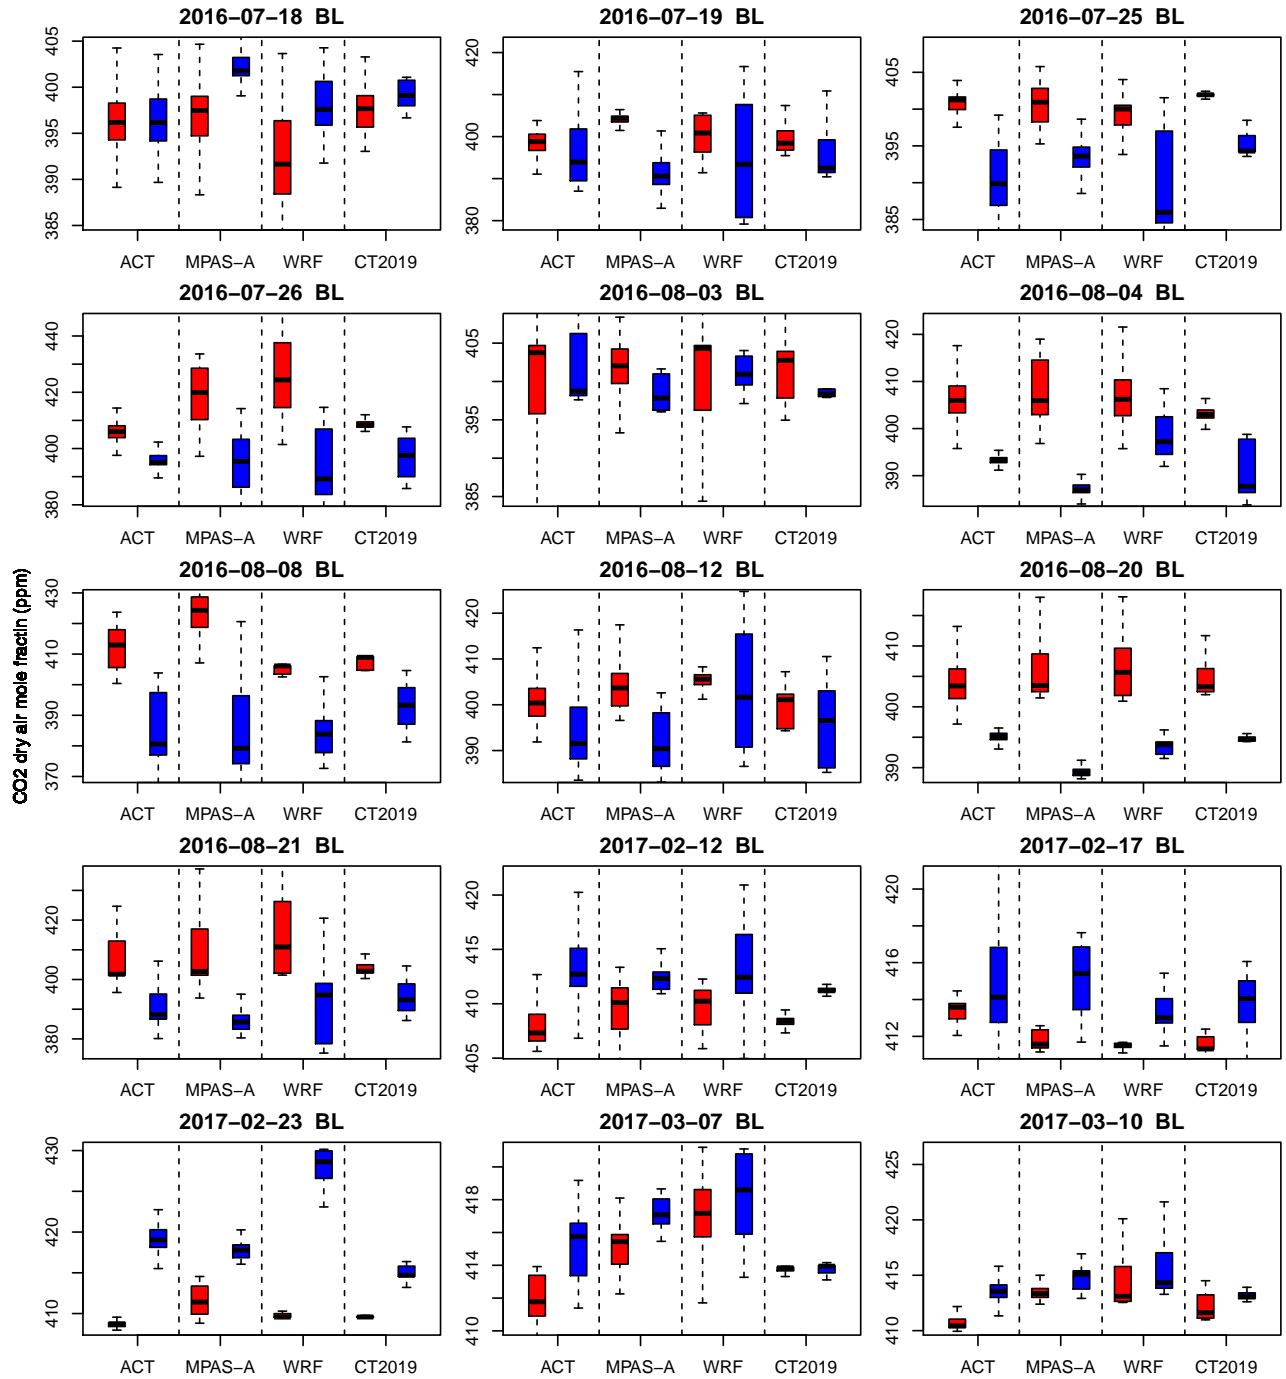 2016-07-18 BL
2016-07-19 BL
2016-07-25 BL
385 390 395 400 405
380 400 420
385 395 405
ACT MPAS-A WRF CT2019
ACT MPAS-A WRF CT2019
ACT MPAS-A WRF CT2019
2016-07-26 BL
2016-08-03 BL
2016-08-04 BL
380 400 420 440
385 395 405
390 400 410 420
ACT MPAS-A WRF CT2019
ACT MPAS-A WRF CT2019
ACT MPAS-A WRF CT2019
CO2 dry air mole fractin (ppm)
2016-08-08 BL
2016-08-12 BL
2016-08-20 BL
370 390 410 430
390 400 410 420
390 400 410
ACT MPAS-A WRF CT2019
ACT MPAS-A WRF CT2019
ACT MPAS-A WRF CT2019
2016-08-21 BL
2017-02-12 BL
2017-02-17 BL
380 400 420
405 410 415 420
412 416 420
ACT MPAS-A WRF CT2019
ACT MPAS-A WRF CT2019
ACT MPAS-A WRF CT2019
2017-02-23 BL
2017-03-07 BL
2017-03-10 BL
410 420 430
410 414 418
410 415 420 425
ACT MPAS-A WRF CT2019
ACT MPAS-A WRF CT2019
ACT MPAS-A WRF CT2019